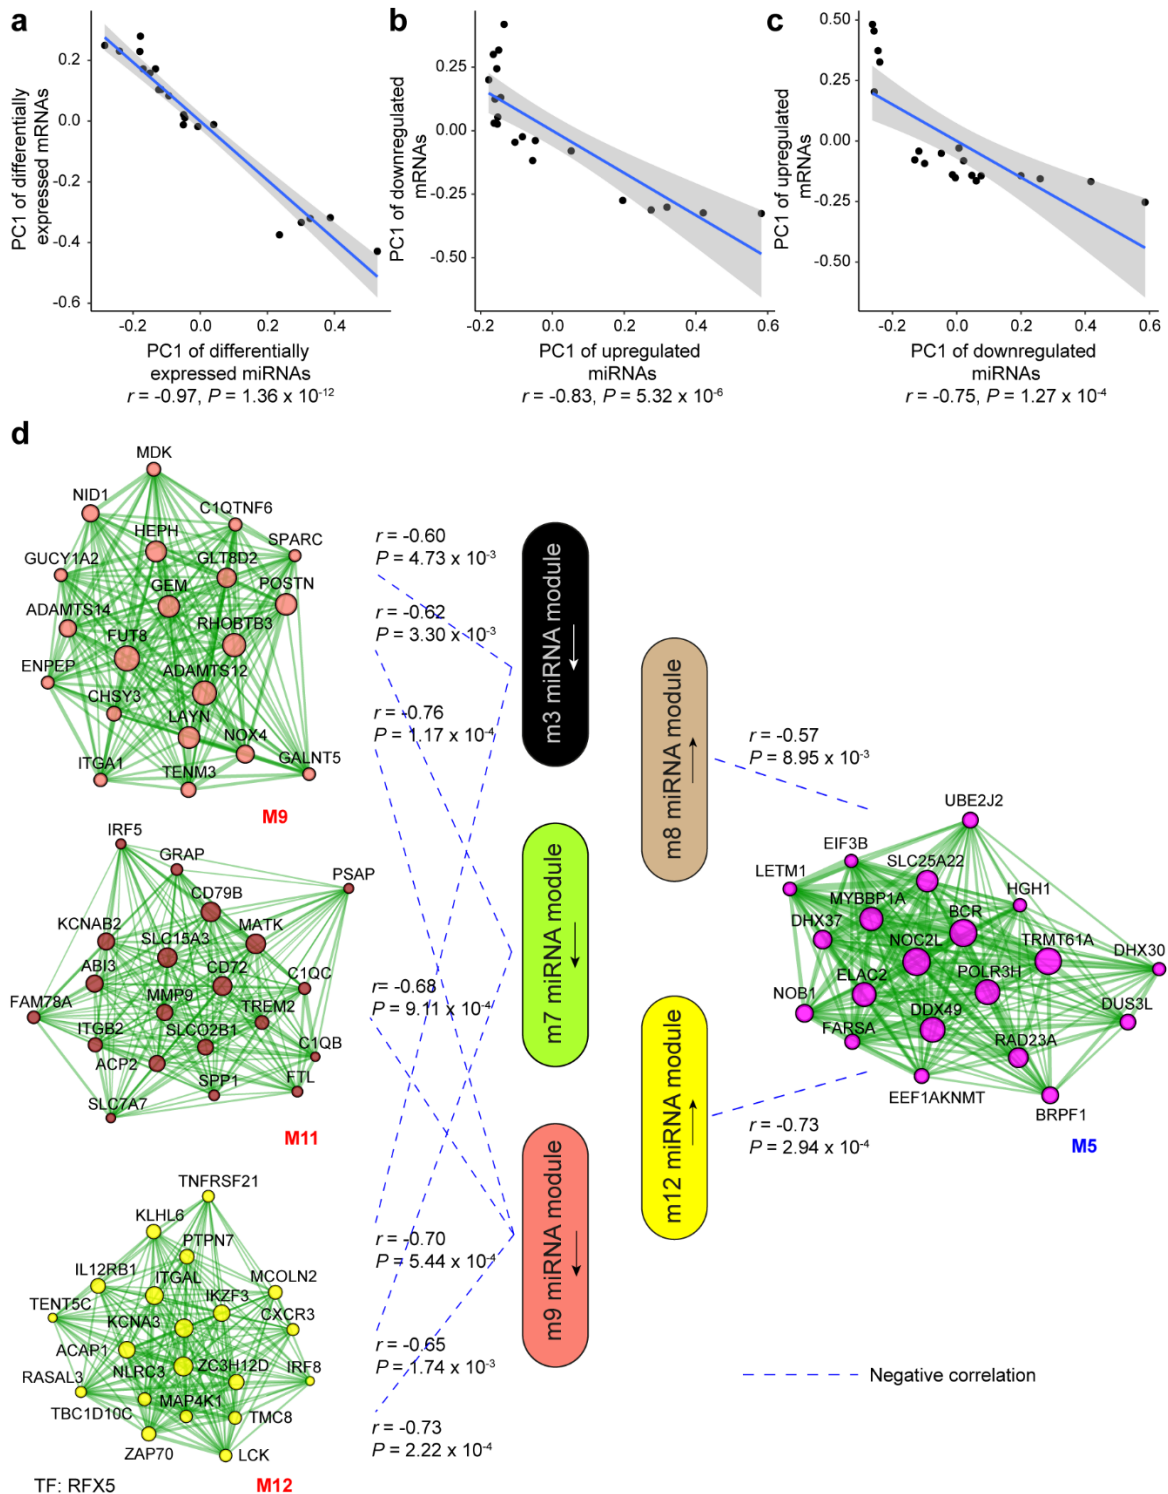 a
b
c
PC1 of differentially
expressed mRNAs
0.2
0.0
-0.2
-0.4
-0.6
-0.2
0.0
0.2
0.4
PC1 of differentially
expressed miRNAs
r = -0.97, P = 1.36 x 10-12
PC1 of downregulated
mRNAs
0.50
0.25
0.00
-0.25
-0.50
-0.2
0.0
0.2
0.4
0.6
PC1 of upregulated
miRNAs
r = -0.83, P = 5.32 x 10-6
PC1 of upregulated
mRNAs
0.50
0.25
0.00
-0.25
-0.50
-0.2
0.0
0.2
0.4
0.6
PC1 of downregulated
miRNAs
r = -0.75, P = 1.27 x 10-4
d
MDK
NID1
C1QTNF6
HEPH
SPARC
GUCY1A2
GLT8D2
GEM
POSTN
ADAMTS14
RHOBTB3
FUT8
ENPEP
ADAMTS12
CHSY3
LAYN
NOX4
ITGA1
GALNT5
TENM3
M9
IRF5
GRAP
PSAP
CD79B
KCNAB2
MATK
SLC15A3
ABI3
CD72
C1QC
FAM78A
MMP9
TREM2
ITGB2
SLCO2B1
C1QB
ACP2
SPP1
FTL
SLC7A7
M11
TNFRSF21
KLHL6
PTPN7
IL12RB1
ITGAL
MCOLN2
TENT5C
IKZF3
KCNA3
CXCR3
ACAP1
RASAL3
NLRC3
ZC3H12D
IRF8
MAP4K1
TBC1D10C
TMC8
ZAP70
LCK
TF: RFX5
M12
r = -0.60
P = 4.73 x 10-3
r = -0.62
P = 3.30 x 10-3
r = -0.76
P = 1.17 x 10-4
r = -0.68
P = 9.11 x 10-4
r = -0.70
P = 5.44 x 10-4
r = -0.65
P = 1.74 x 10-3
r = -0.73
P = 2.22 x 10-4
m3 miRNA module
m7 miRNA module
m9 miRNA module
m8 miRNA module
m12 miRNA module
r = -0.57
P = 8.95 x 10-3
r = -0.73
P = 2.94 x 10-4
UBE2J2
EIF3B
SLC25A22
LETM1
HGH1
MYBBP1A
BCR
DHX37
NOC2L
TRMT61A
DHX30
ELAC2
POLR3H
NOB1
DUS3L
DDX49
FARSA
RAD23A
EEF1AKNMT
BRPF1
M5
Negative correlation